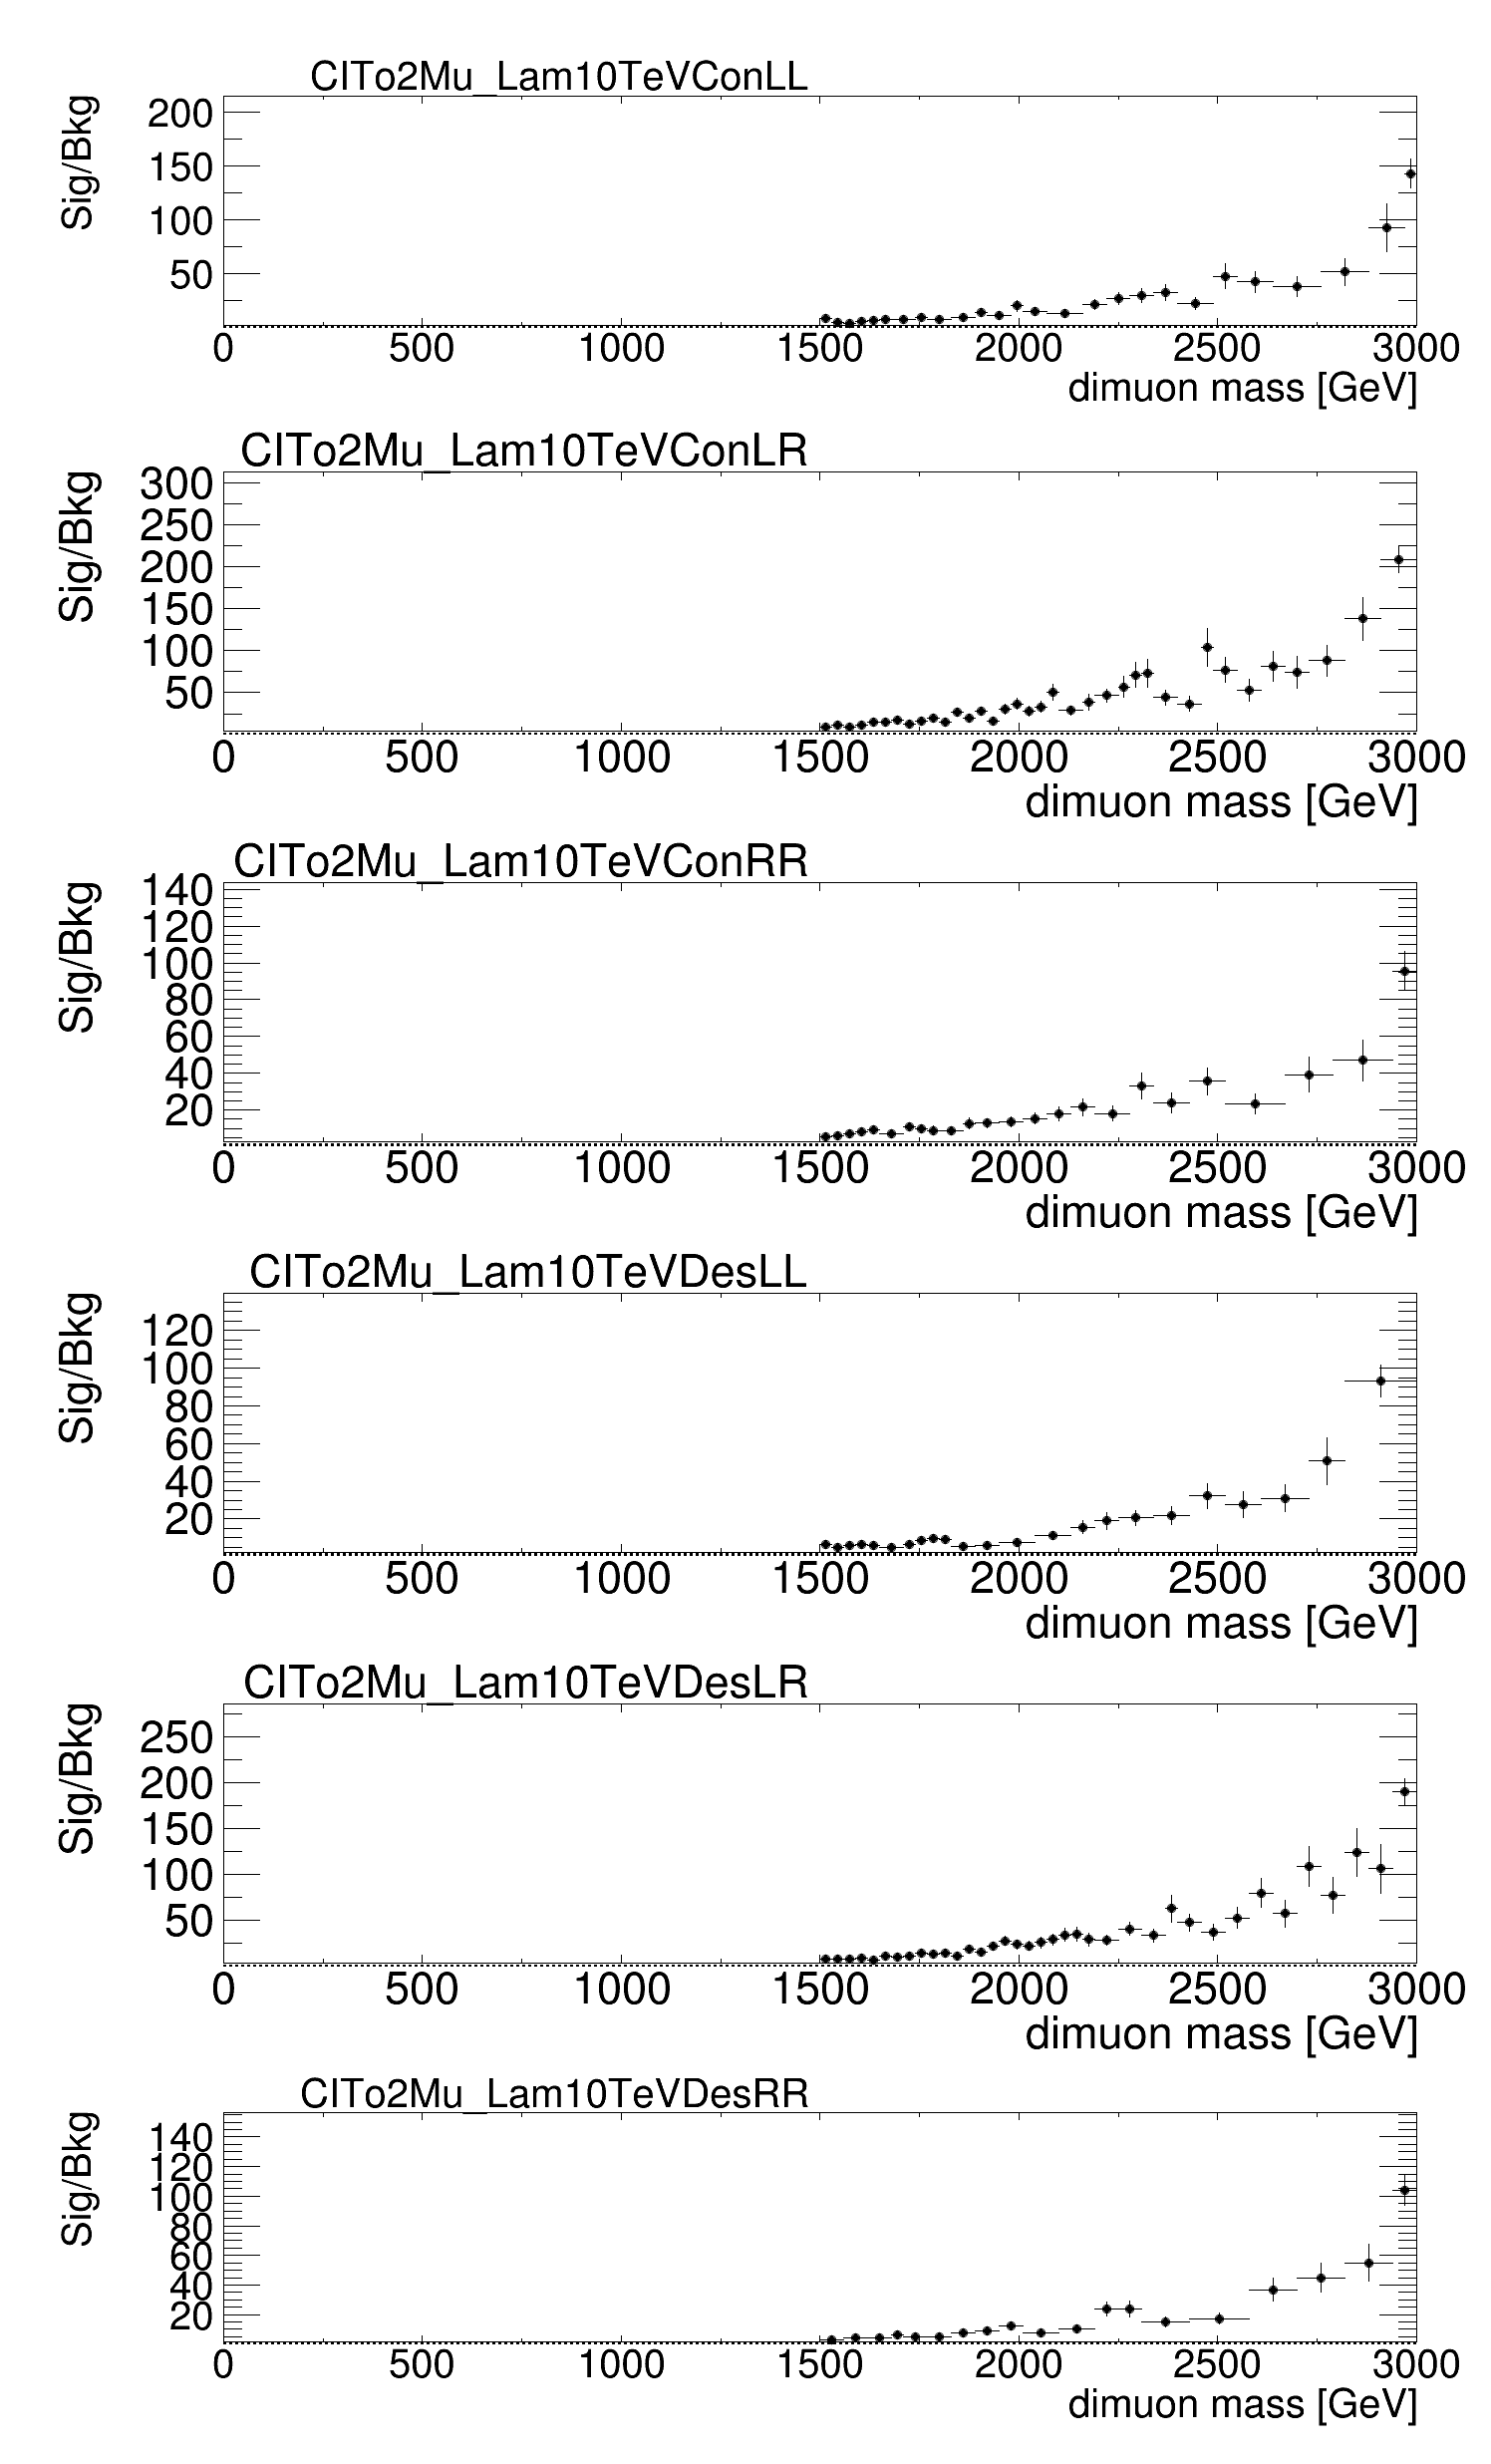 CITo2Mu_Lam10TeVConLL
Sig/Bkg
200
150
100
50
0 500 1000 1500 2000 2500 3000
dimuon mass [GeV]
CITo2Mu_Lam10TeVConLR
Sig/Bkg
300
250
200
150
100
50
0 500 1000 1500 2000 2500 3000
dimuon mass [GeV]
CITo2Mu_Lam10TeVConRR
Sig/Bkg
140
120
100
80
60
40
20
0 500 1000 1500 2000 2500 3000
dimuon mass [GeV]
CITo2Mu_Lam10TeVDesLL
Sig/Bkg
120
100
80
60
40
20
0 500 1000 1500 2000 2500 3000
dimuon mass [GeV]
CITo2Mu_Lam10TeVDesLR
Sig/Bkg
250
200
150
100
50
0 500 1000 1500 2000 2500 3000
dimuon mass [GeV]
CITo2Mu_Lam10TeVDesRR
Sig/Bkg
140
120
100
80
60
40
20
0 500 1000 1500 2000 2500 3000
dimuon mass [GeV]